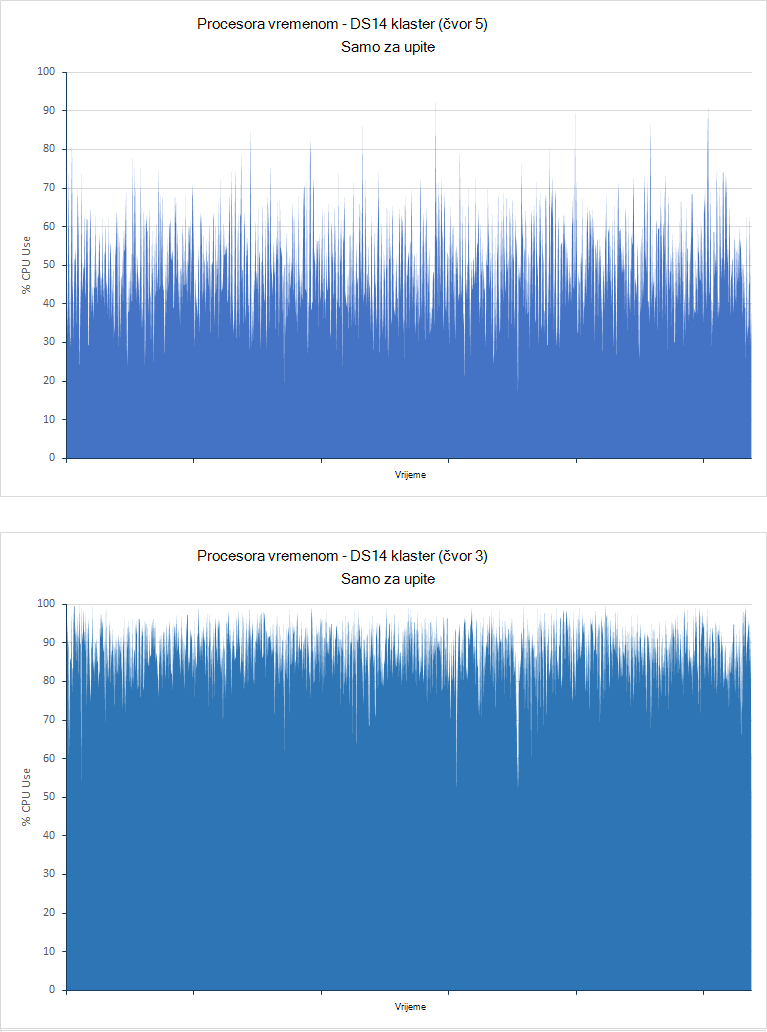 Procesora vremenom - DS14 klaster (čvor 5)
Samo za upite
100
90
80
70
60
50
40
30
20
10
0
% CPU Use
Vrijeme
Procesora vremenom - DS14 klaster (čvor 3)
Samo za upite
100
90
80
70
60
50
40
30
20
10
0
% CPU Use
Vrijeme